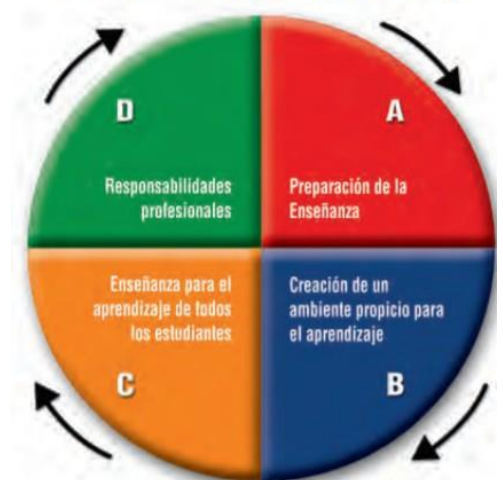 D
Responsabilidades
profesionales
A
Preparación de la
Enseñanza
Enseñanza para el
aprendizaje de todos
los estudiantes
C
Creación de un
ambiente propicio para
el aprendizaje
B